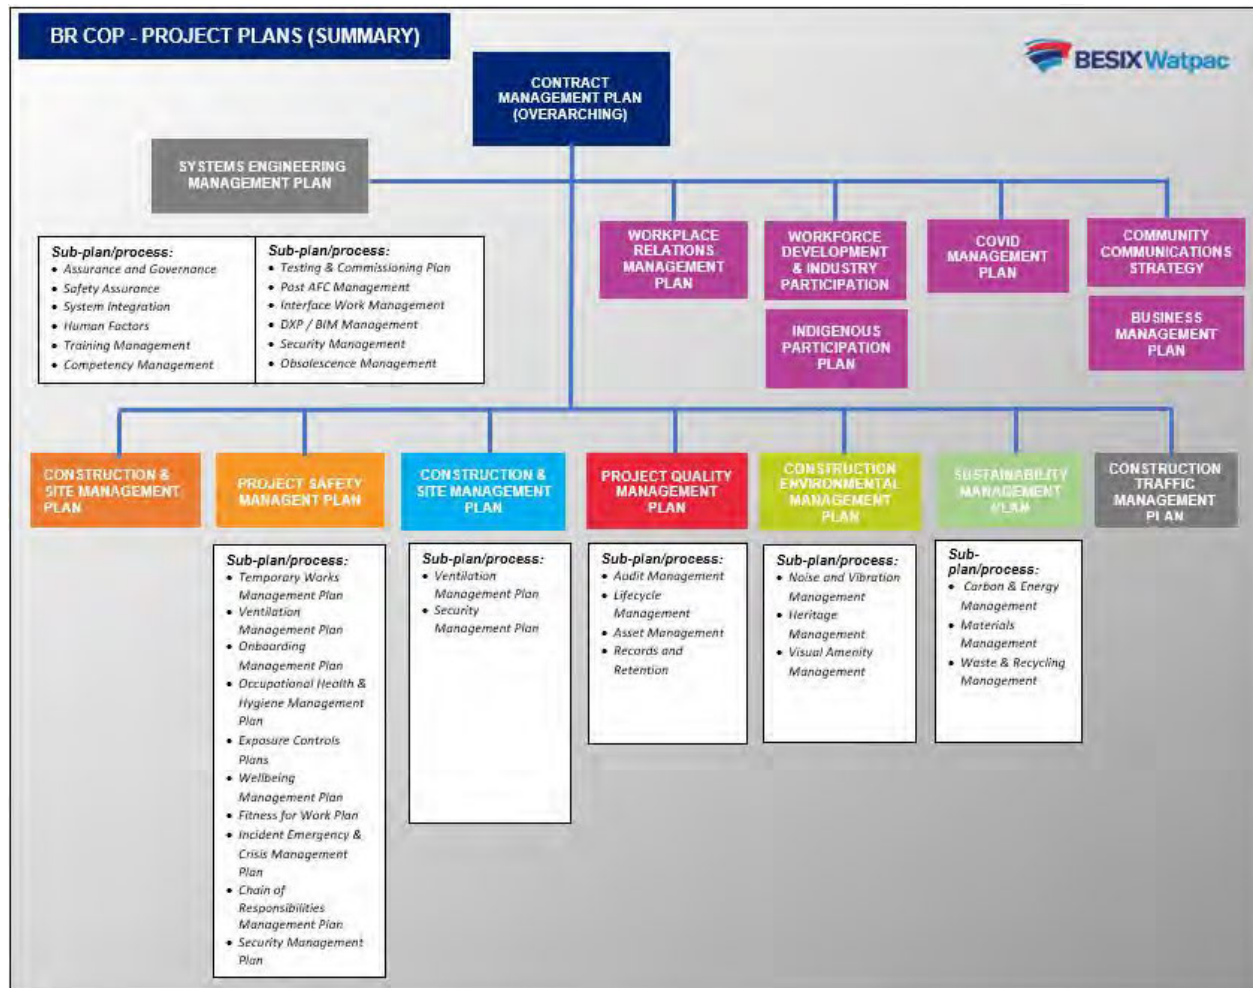 BR COP - PROJECT PLANS (SUMMARY)
BESIX Watpac
CONTRACT
MANAGEMENT PLAN
(OVERARCHING)
SYSTEMS ENGINEERING
MANAGEMENT PLAN
Sub-plan/process:
• Assurance and Governance
• Safety Assurance
• System Integration
• Human Factors
• Training Management
• Competency Management
Sub-plan/process:
• Testing & Commissioning Plan
• Post AFC Management
• Interface Work Management
• DXP / BIM Management
• Security Management
• Obsolescence Management
WORKPLACE
RELATIONS
MANAGEMENT
PLAN
WORKFORCE
DEVELOPMENT
& INDUSTRY
PARTICIPATION
INDIGENOUS
PARTICIPATION
PLAN
COVID
MANAGEMENT
PLAN
COMMUNITY
COMMUNICATIONS
STRATEGY
BUSINESS
MANAGEMENT
PLAN
CONSTRUCTION &
SITE MANAGEMENT
PLAN
PROJECT SAFETY
MANAGENT PLAN
Sub-plan/process:
• Temporary Works
Management Plan
• Ventilation
Management Plan
• Onboarding
Management Plan
• Occupational Health &
Hygiene Management
Plan
• Exposure Controls
Plans
• Wellbeing
Management Plan
• Fitness for Work Plan
• Incident Emergency &
Crisis Management
Plan
• Chain of
Responsibilities
Management Plan
• Security Management
Plan
CONSTRUCTION &
SITE MANAGEMENT
PLAN
Sub-plan/process:
• Ventilation
Management Plan
• Security
Management Plan
PROJECT QUALITY
MANAGEMENT
PLAN
Sub-plan/process:
• Audit Management
• Lifecycle
Management
• Asset Management
• Records and
Retention
CONSTRUCTION
ENVIRONMENTAL
MANAGEMENT
PLAN
Sub-plan/process:
• Noise and Vibration
Management
• Heritage
Management
• Visual Amenity
Management
SUSTAINABILITY
MANAGEMENT
PLAN
Sub-
plan/process:
• Carbon & Energy
Management
• Materials
Management
• Waste & Recycling
Management
CONSTRUCTION
TRAFFIC
MANAGEMENT
PLAN